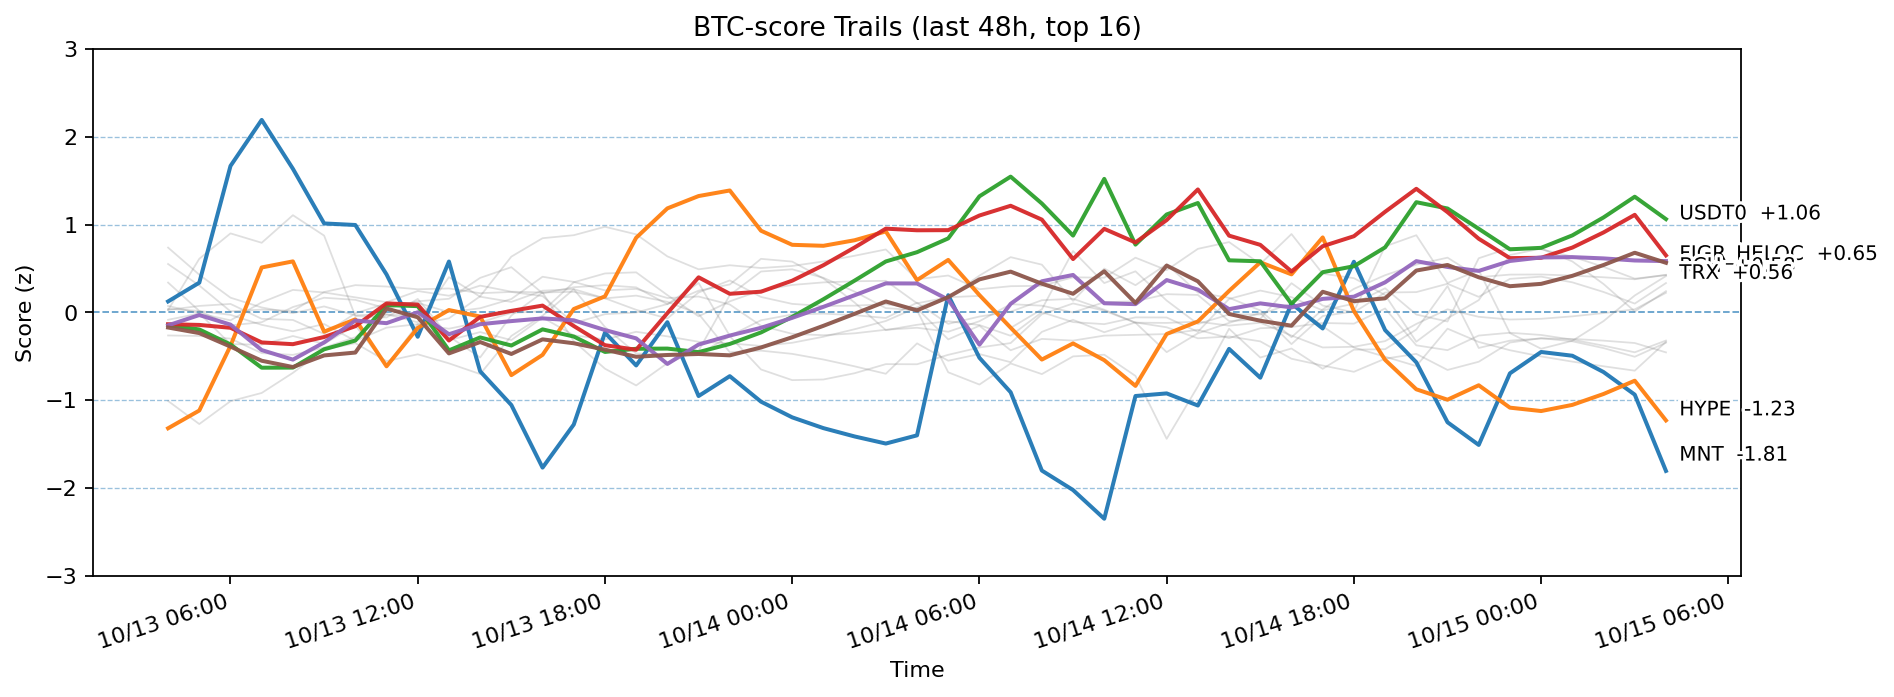 BTC-score Trails (last 48h, top 16)
Score (z)
3
2
1
0
−1
−2
−3
USDT0 +1.06
FIGR_HELOC +0.65
TRX +0.56
HYPE -1.23
MNT -1.81
10/13 06:00
10/13 12:00
10/13 18:00
10/14 00:00
10/14 06:00
10/14 12:00
10/14 18:00
10/15 00:00
10/15 06:00
Time